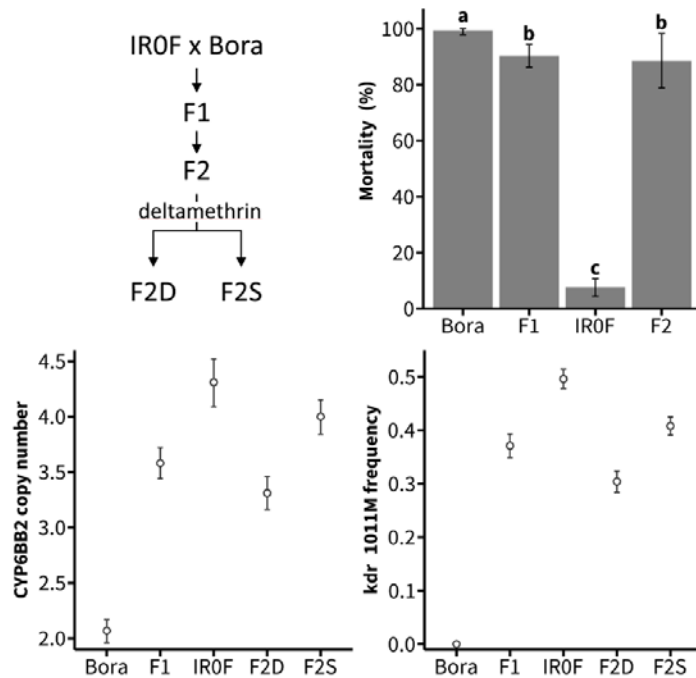 IR0F x Bora
F1
F2
deltamethrin
F2D F2S
Mortality (%)
100
80
60
40
20
0
a
b
c
b
Bora F1 IR0F F2
CYP6BB2 copy number
4.5
4.0
3.5
3.0
2.5
2.0
Bora F1 IR0F F2D F2S
kdr 1011M frequency
0.5
0.4
0.3
0.2
0.1
0.0
Bora F1 IR0F F2D F2S